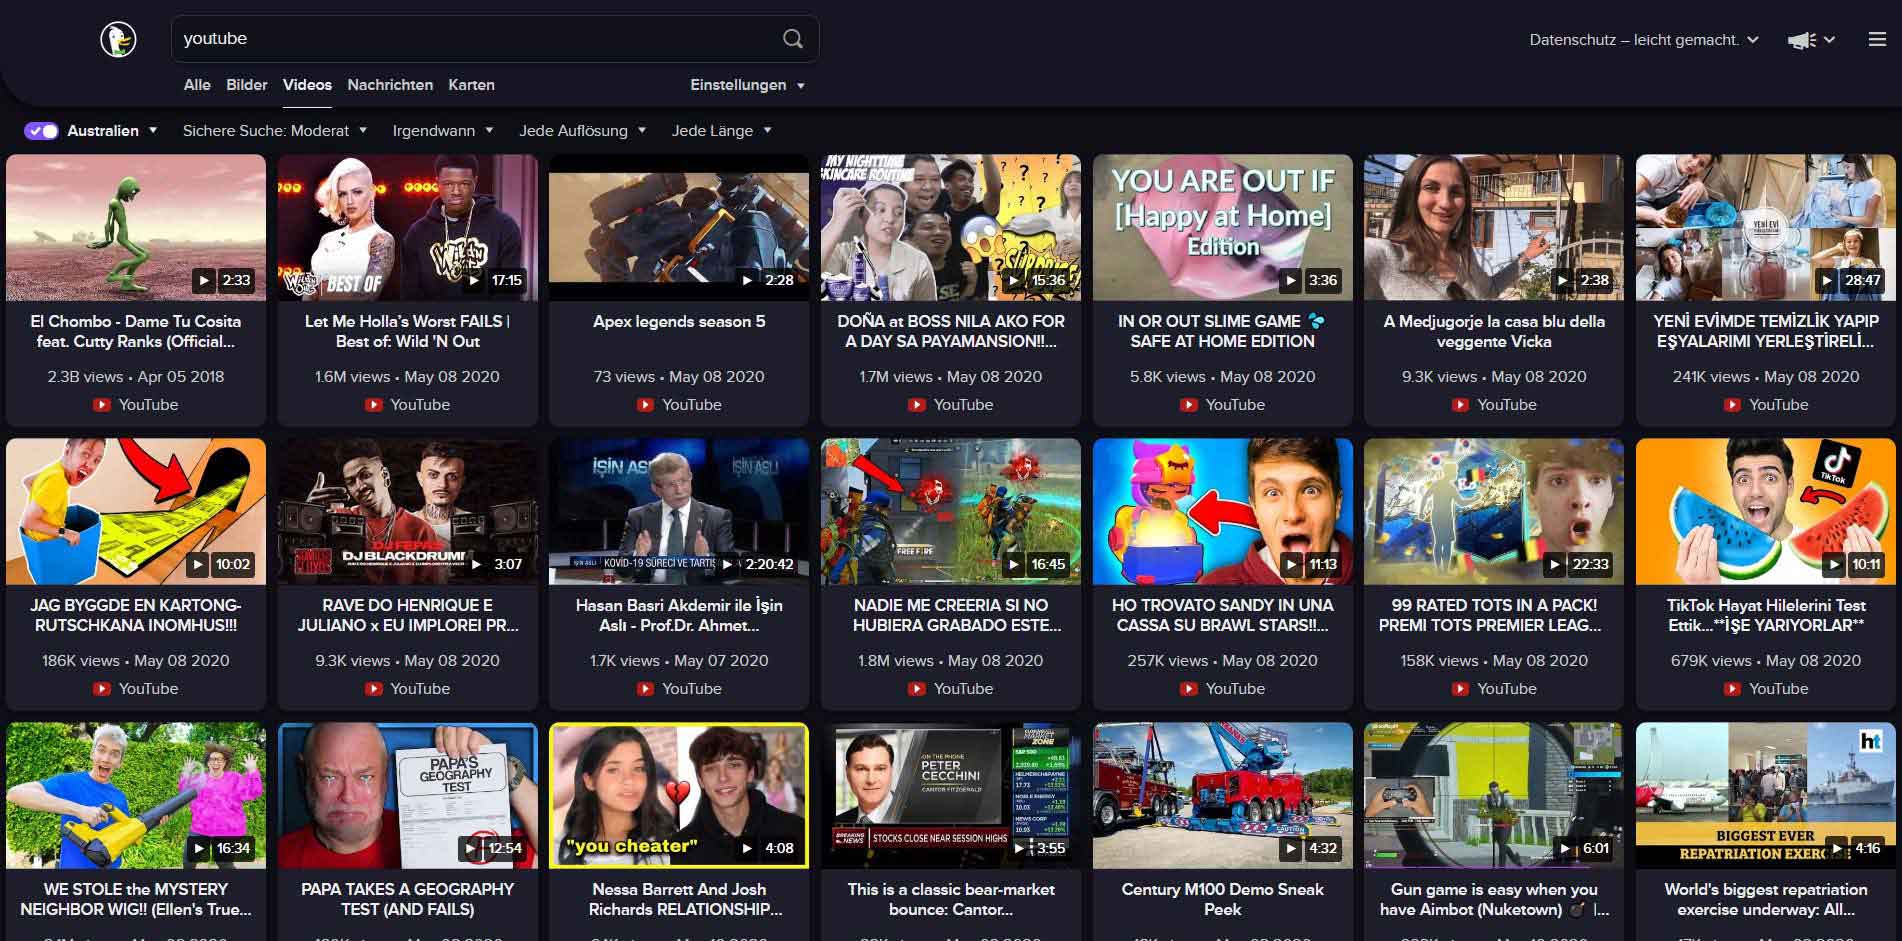 youtube
Datenschutz – leicht gemacht.
Alle Bilder Videos Nachrichten Karten Einstellungen
Australien Sichere Suche: Moderat Irgendwann Jede Auflösung Jede Länge
2:33
BEST OF 17:15
2:28
MY NIGHTTIME
SKINCARE ROUTINE
15:36
YOU ARE OUT IF
[Happy at Home]
Edition
3:36
2:38
YENİ EVİ
28:47
El Chombo - Dame Tu Cosita
feat. Cutty Ranks (Official...
2.3B views • Apr 05 2018
YouTube
Let Me Holla’s Worst FAILS |
Best of: Wild 'N Out
1.6M views • May 08 2020
YouTube
Apex legends season 5
73 views • May 08 2020
YouTube
DOÑA at BOSS NILA AKO FOR
A DAY SA PAYAMANSION!!...
1.7M views • May 08 2020
YouTube
IN OR OUT SLIME GAME 💦
SAFE AT HOME EDITION
5.8K views • May 08 2020
YouTube
A Medjugorje la casa blu della
veggente Vicka
9.3K views • May 08 2020
YouTube
YENİ EVİMDE TEMİZLİK YAPIP
EŞYALARIMI YERLEŞTİRELİ...
241K views • May 08 2020
YouTube
10:02
DJ BLACKDRUM
3:07
IŞIN ASLI
KOVİD-19 SÜRECİ VE
2:20:42
FREE FIRE
16:45
11:13
22:33
TikTok
10:11
JAG BYGGDE EN KARTONG-
RUTSCHKANA INOMHUS!!!
186K views • May 08 2020
YouTube
RAVE DO HENRIQUE E
JULIANO x EU IMPLOREI PR...
9.3K views • May 08 2020
YouTube
Hasan Basri Akdemir ile İşin
Aslı - Prof.Dr. Ahmet...
1.7K views • May 07 2020
YouTube
NADIE ME CREERIA SI NO
HUBIERA GRABADO ESTE...
1.8M views • May 08 2020
YouTube
HO TROVATO SANDY IN UNA
CASSA SU BRAWL STARS!!...
257K views • May 08 2020
YouTube
99 RATED TOTS IN A PACK!
PREMI TOTS PREMIER LEAG...
158K views • May 08 2020
YouTube
TikTok Hayat Hilelerini Test
Ettik...**İŞE YARIYORLAR**
679K views • May 08 2020
YouTube
16:34
PAPA'S
GEOGRAPHY
TEST
12:54
"you cheater"
4:08
ON THE PHONE
PETER
CECCHINI
CANTOR FITZGERALD
BREAKING
NEWS
STOCKS CLOSE NEAR SESSION HIGHS
3:55
CAUTION
4:32
6:01
ht
BIGGEST EVER
REPATRIATION EXERCISE
4:16
WE STOLE the MYSTERY
NEIGHBOR WIG!! (Ellen's True...
PAPA TAKES A GEOGRAPHY
TEST (AND FAILS)
Nessa Barrett And Josh
Richards RELATIONSHIP...
This is a classic bear-market
bounce: Cantor...
Century M100 Demo Sneak
Peek
Gun game is easy when you
have Aimbot (Nuketown) 💣 |...
World's biggest repatriation
exercise underway: All...